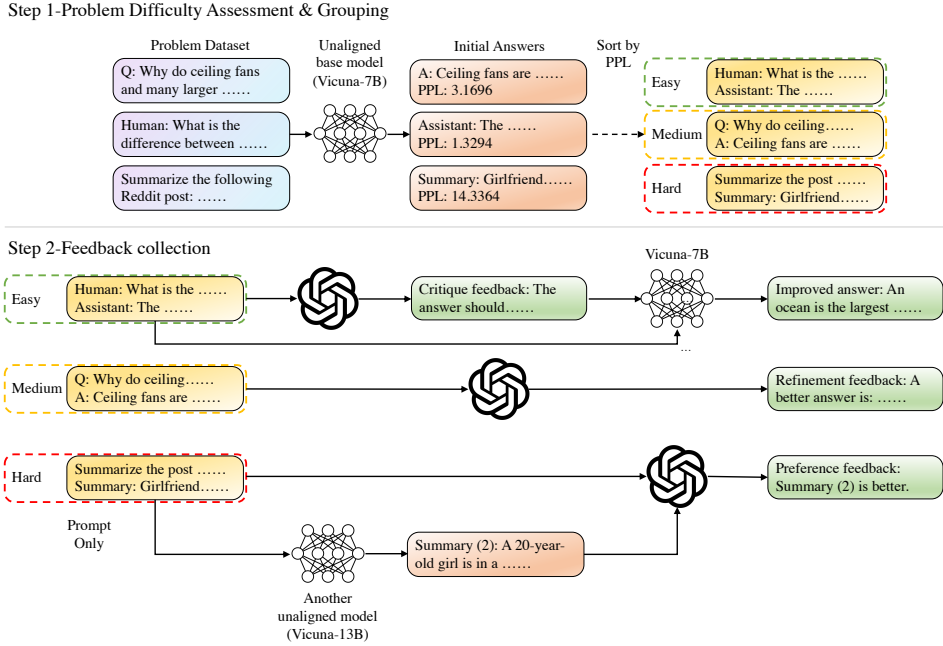 Step 1-Problem Difficulty Assessment & Grouping
Problem Dataset
Unaligned
base model
(Vicuna-7B)
Initial Answers
Sort by
PPL
Q: Why do ceiling fans
and many larger ……
Human: What is the
difference between ……
Summarize the following
Reddit post: ……
A: Ceiling fans are ……
PPL: 3.1696
Assistant: The ……
PPL: 1.3294
Summary: Girlfriend……
PPL: 14.3364
Easy
Human: What is the ……
Assistant: The ……
Medium
Q: Why do ceiling……
A: Ceiling fans are ……
Hard
Summarize the post ……
Summary: Girlfriend……
Step 2-Feedback collection
Easy
Human: What is the ……
Assistant: The ……
Critique feedback: The
answer should……
Vicuna-7B
...
Improved answer: An
ocean is the largest ……
Medium
Q: Why do ceiling……
A: Ceiling fans are ……
Refinement feedback: A
better answer is: ……
Hard
Summarize the post ……
Summary: Girlfriend……
Preference feedback:
Summary (2) is better.
Prompt
Only
Another
unaligned model
(Vicuna-13B)
Summary (2): A 20-year-
old girl is in a ……